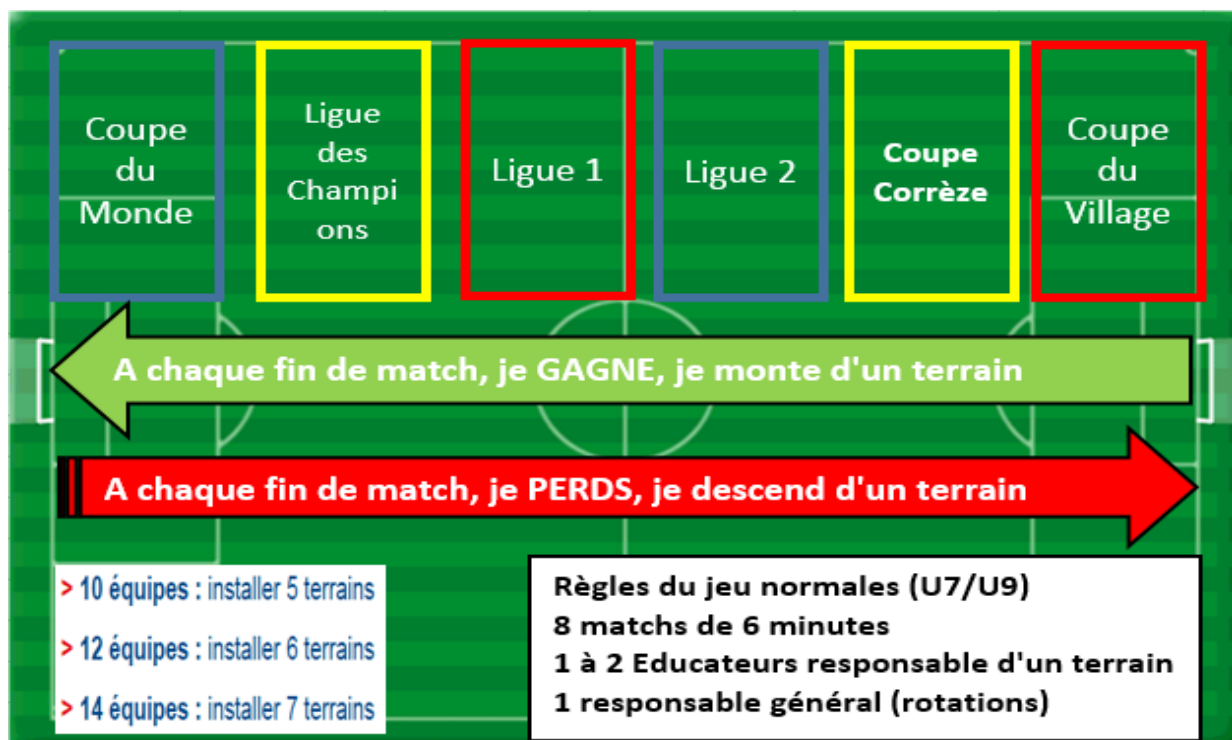 Coupe
du
Monde
Ligue
des
Champi
ons
Ligue 1
Ligue 2
Coupe
Corrèze
Coupe
du
Village
A chaque fin de match, je GAGNE, je monte d'un terrain
A chaque fin de match, je PERDS, je descend d'un terrain
> 10 équipes : installer 5 terrains
> 12 équipes : installer 6 terrains
> 14 équipes : installer 7 terrains
Règles du jeu normales (U7/U9)
8 matchs de 6 minutes
1 à 2 Educateurs responsable d'un terrain
1 responsable général (rotations)